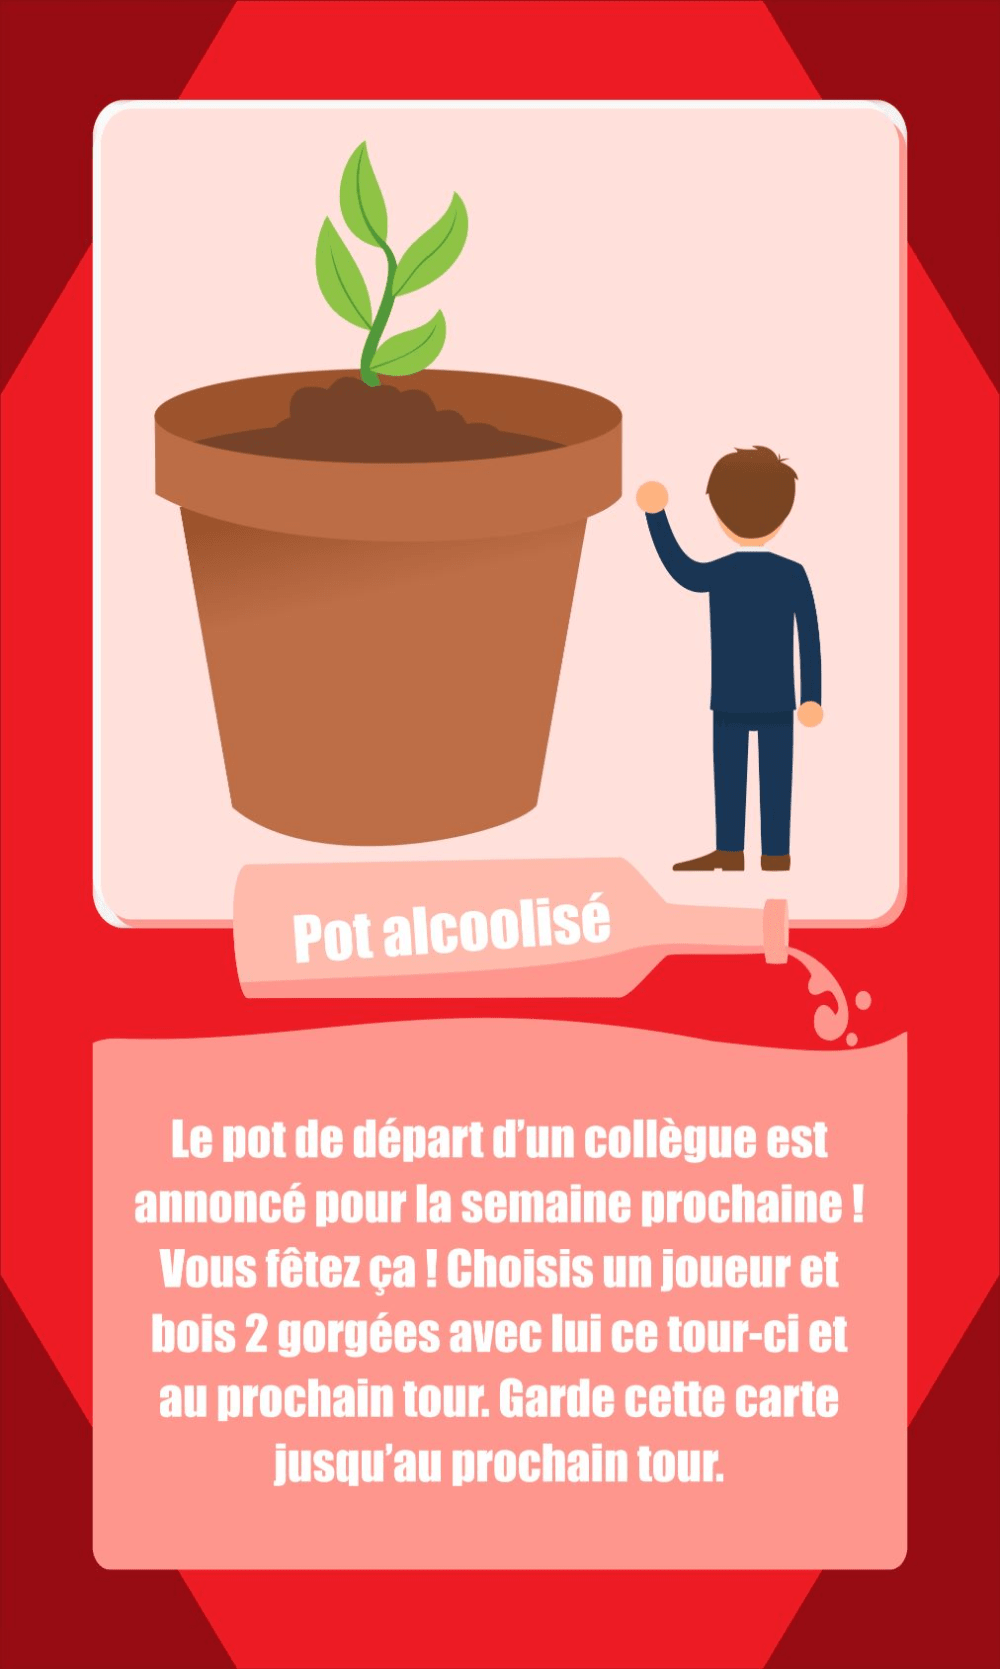 Pot alcoolisé
Le pot de départ d’un collègue est
annoncé pour la semaine prochaine !
Vous fêtez ça ! Choisis un joueur et
bois 2 gorgées avec lui ce tour-ci et
au prochain tour. Garde cette carte
jusqu’au prochain tour.